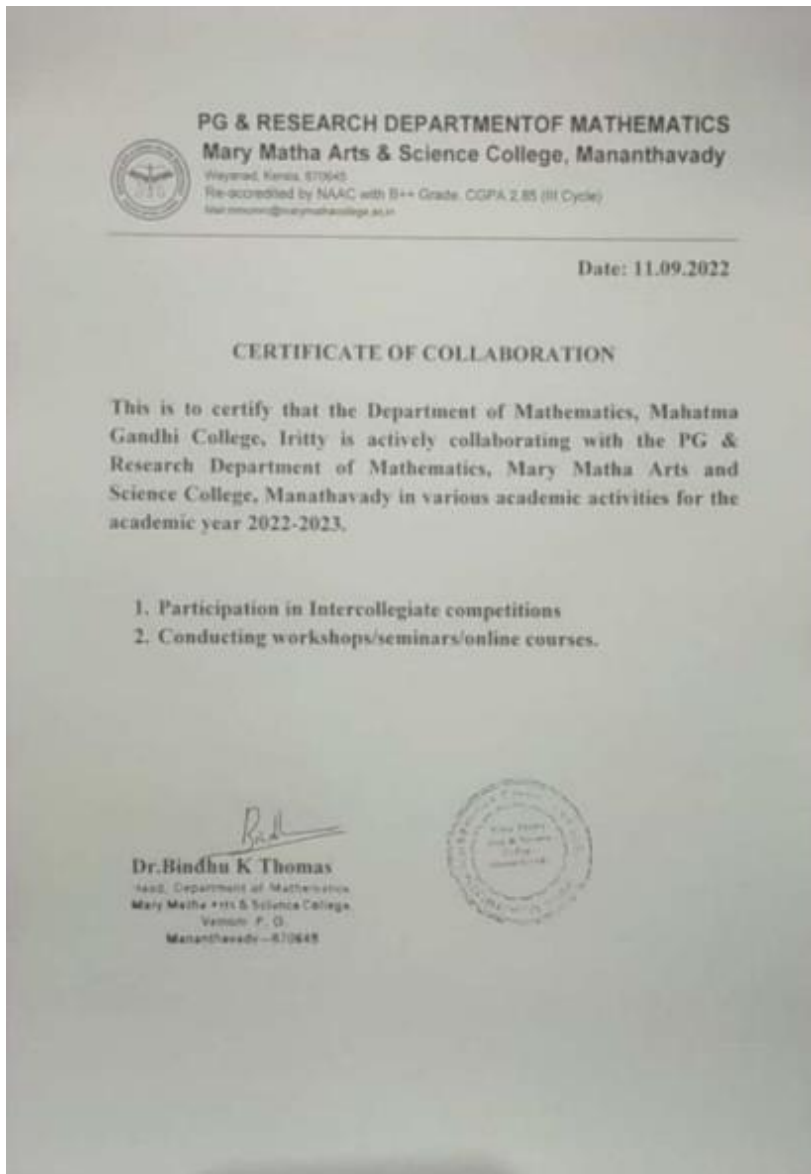 PG & RESEARCH DEPARTMENTOF MATHEMATICS
Mary Matha Arts & Science College, Mananthavady
Wayanad, Kerala, 670645
Re-accredited by NAAC with B++ Grade, CGPA 2.85 (III Cycle)
Date: 11.09.2022
CERTIFICATE OF COLLABORATION
This is to certify that the Department of Mathematics, Mahatma
Gandhi College, Iritty is actively collaborating with the PG &
Research Department of Mathematics, Mary Matha Arts and
Science College, Manathavady in various academic activities for the
academic year 2022-2023.
1. Participation in Intercollegiate competitions
2. Conducting workshops/seminars/online courses.
Dr.Bindhu K Thomas
Head, Department of Mathematics
Mary Matha Arts & Science College
P. O.
Mananthavady-670645